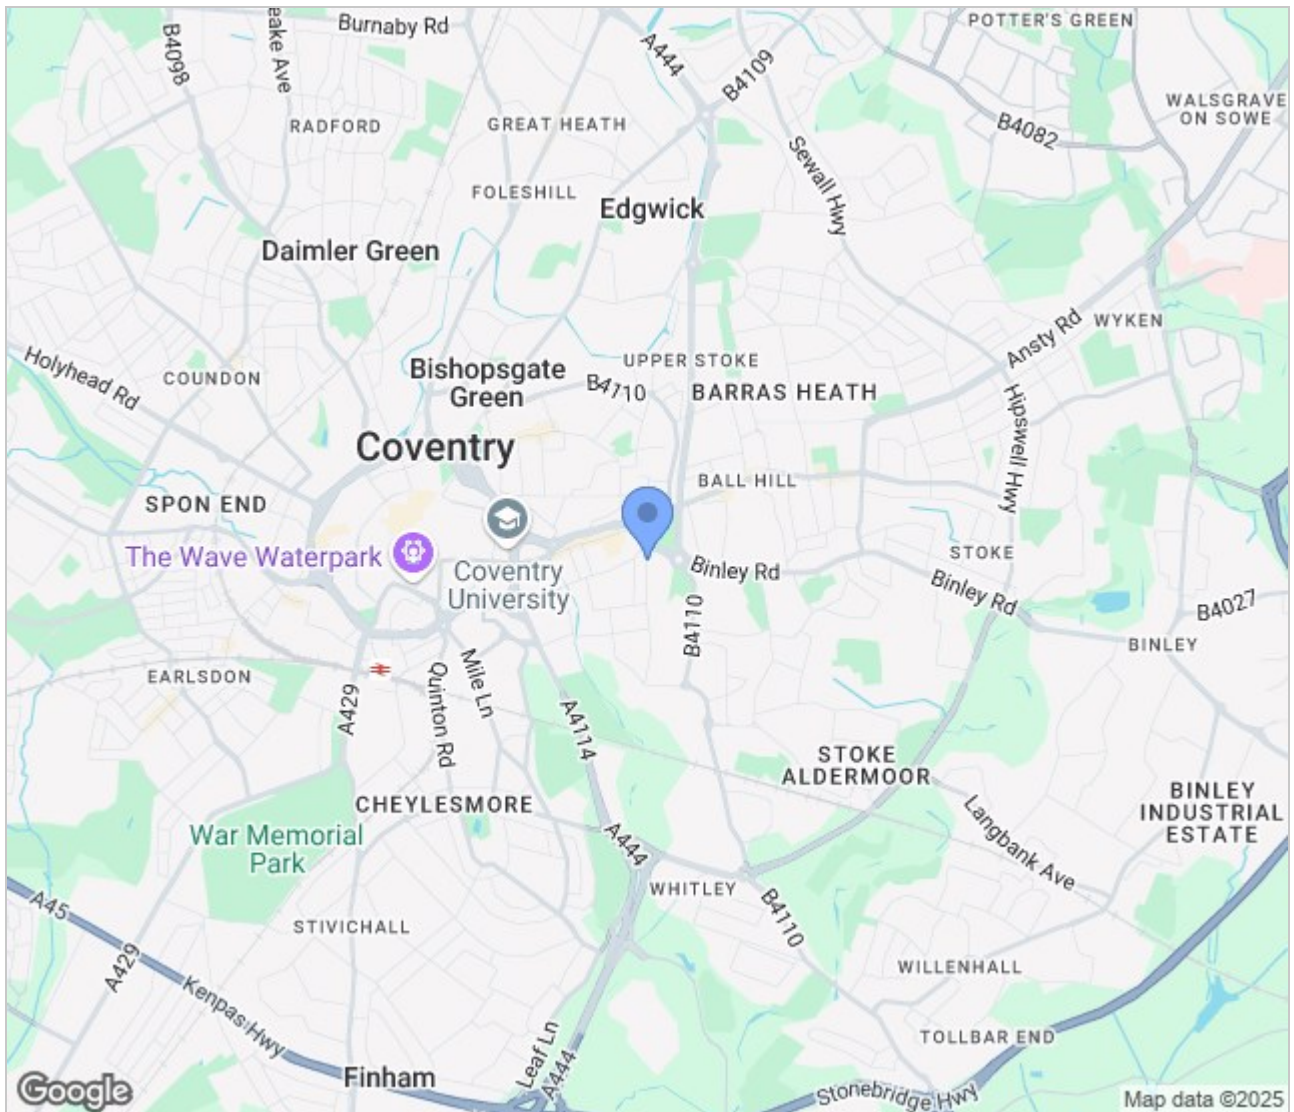 Burnaby Rd
POTTER'S GREEN
B4098
eake Ave
A444
B4109
WALSGRAVE
ON SOWE
RADFORD
GREAT HEATH
B4082
Sewall Hwy
FOLESHILL
Edgwick
Daimler Green
WYKEN
Ansty Rd
Holyhead Rd
COUNDON
Bishopsgate
Green
UPPER STOKE
B4110
BARRAS HEATH
Hipswell Hwy
Coventry
BALL HILL
SPON END
The Wave Waterpark
Coventry
University
Binley Rd
STOKE
Binley Rd
B4027
B4110
BINLEY
EARLSDON
A429
Quinton Rd
Mile Ln
A4114
STOKE
ALDERMOOR
BINLEY
INDUSTRIAL
ESTATE
CHEYLESMORE
Langbank Ave
War Memorial
Park
A444
WHITLEY
B4110
A45
STIVICHALL
A429
WILLENHALL
Kenpas Hwy
TOLLBAR END
Leaf Ln
A444
Finham
Stonebridge Hwy
Google
Map data ©2025